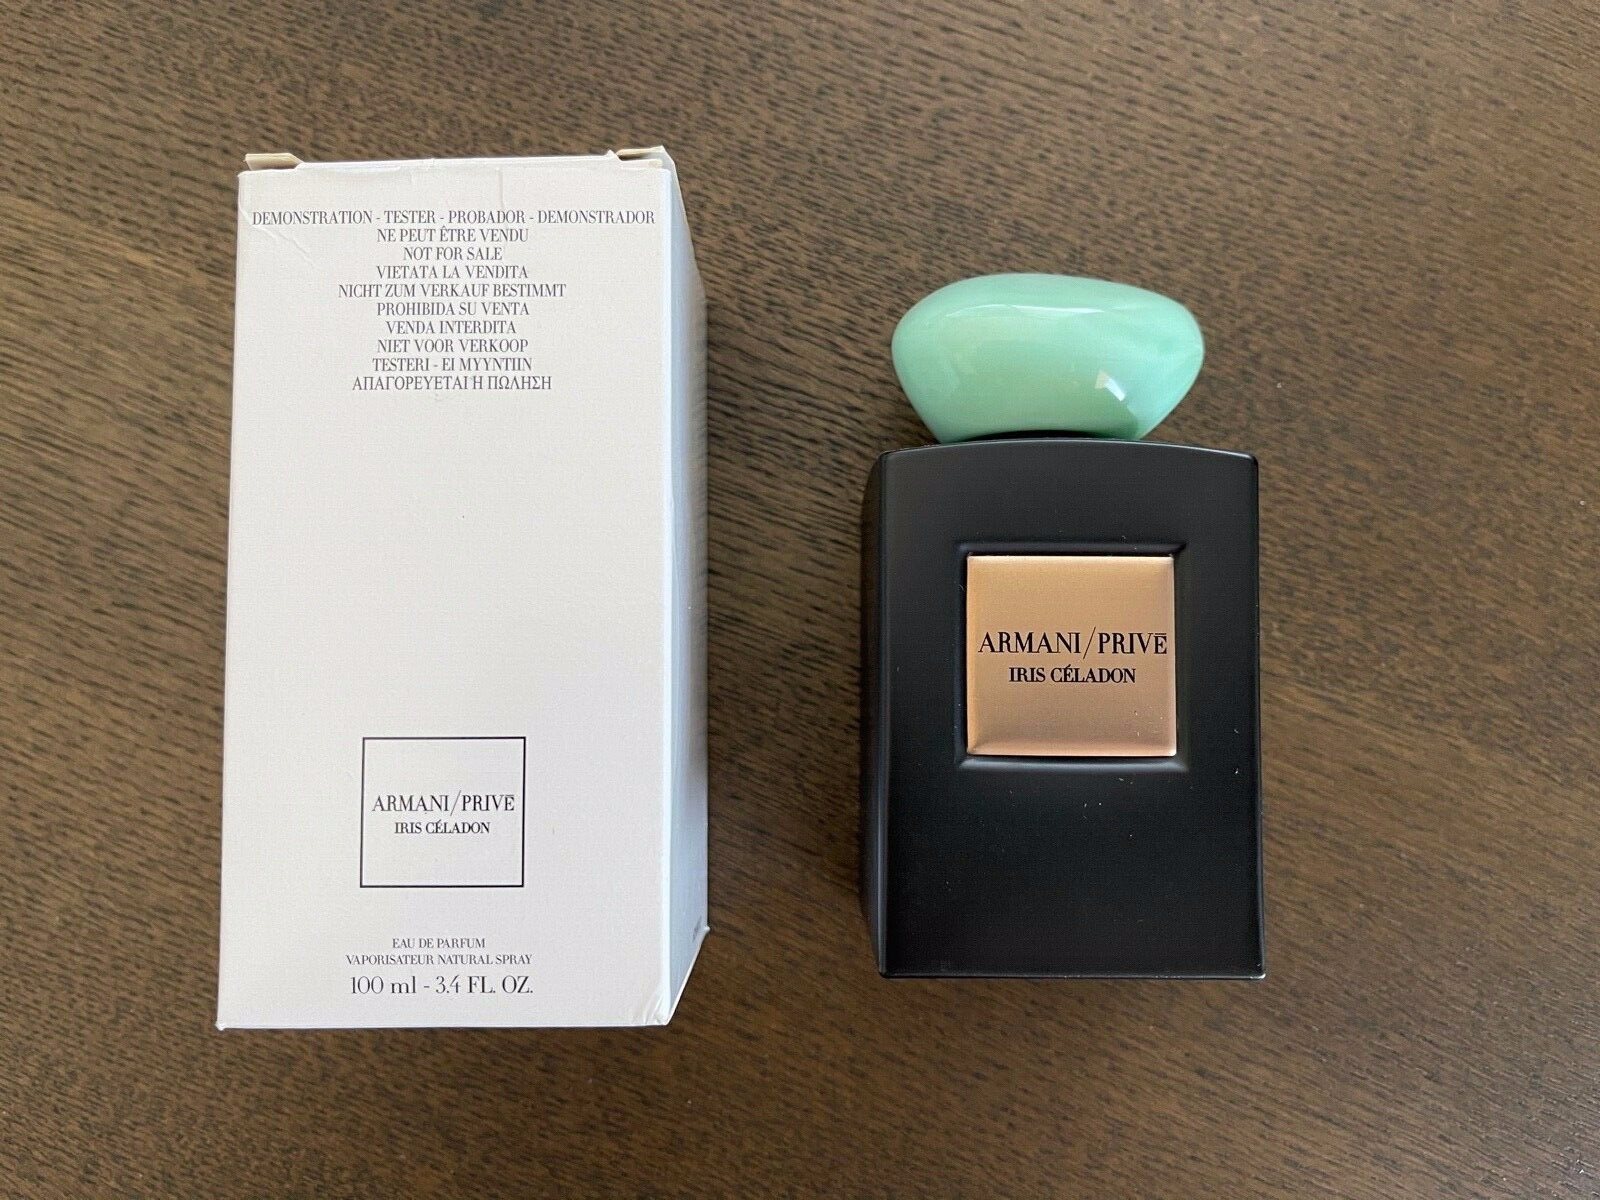 DEMONSTRATION - TESTER - PROBADOR - DEMONSTRADOR
NE PEUT ÊTRE VENDU
NOT FOR SALE
VIETATA LA VENDITA
NICHT ZUM VERKAUF BESTIMMT
PROHIBIDA SU VENTA
VENDA INTERDITA
NIET VOOR VERKOOP
TESTERI - EI MYYNTIIN
ΑΠΑΓΟΡΕΥΕΤΑΙ Η ΠΩΛΗΣΗ
ARMANI/PRIVĒ
IRIS CÉLADON
EAU DE PARFUM
VAPORISATEUR NATURAL SPRAY
100 ml - 3.4 FL. OZ.
ARMANI/PRIVĒ
IRIS CÉLADON